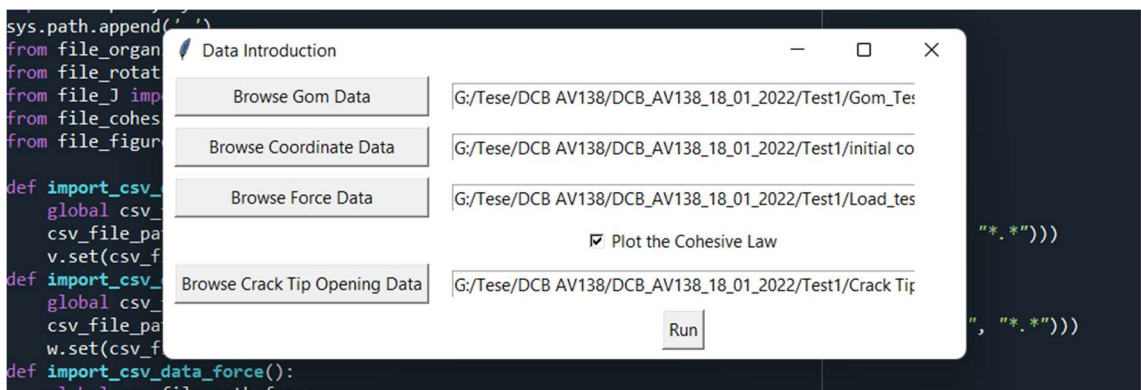 sys.path.append('..')
from file_organ
from file_rotat
from file_J impo
from file_cohes
from file_figur
def import_csv_
global csv_
csv_file_pa
v.set(csv_f
def import_csv_
global csv_
csv_file_pa
w.set(csv_f
def import_csv_data_force():
Data Introduction
Browse Gom Data G:/Tese/DCB AV138/DCB_AV138_18_01_2022/Test1/Gom_Tes
Browse Coordinate Data G:/Tese/DCB AV138/DCB_AV138_18_01_2022/Test1/initial co
Browse Force Data G:/Tese/DCB AV138/DCB_AV138_18_01_2022/Test1/Load_tes
Plot the Cohesive Law
Browse Crack Tip Opening Data G:/Tese/DCB AV138/DCB_AV138_18_01_2022/Test1/Crack Tip
Run
"*.*")))
", "*.*")))